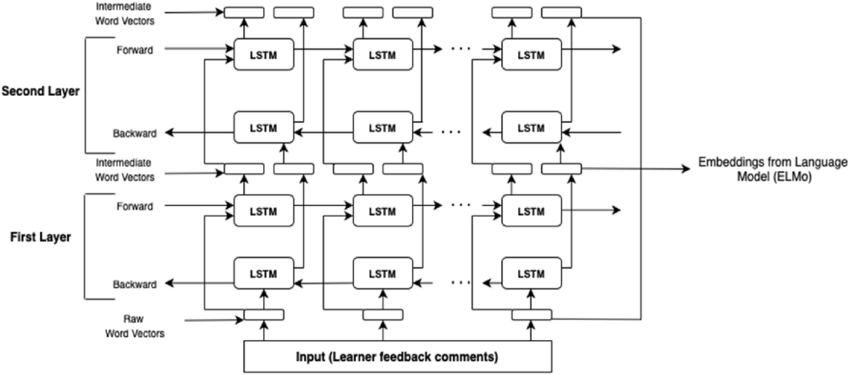 Intermediate
Word Vectors
Forward
LSTM LSTM LSTM
Second Layer
Backward
LSTM LSTM LSTM
Intermediate
Word Vectors
Embeddings from Language
Model (ELMo)
Forward
LSTM LSTM LSTM
First Layer
Backward
LSTM LSTM LSTM
Raw
Word Vectors
Input (Learner feedback comments)